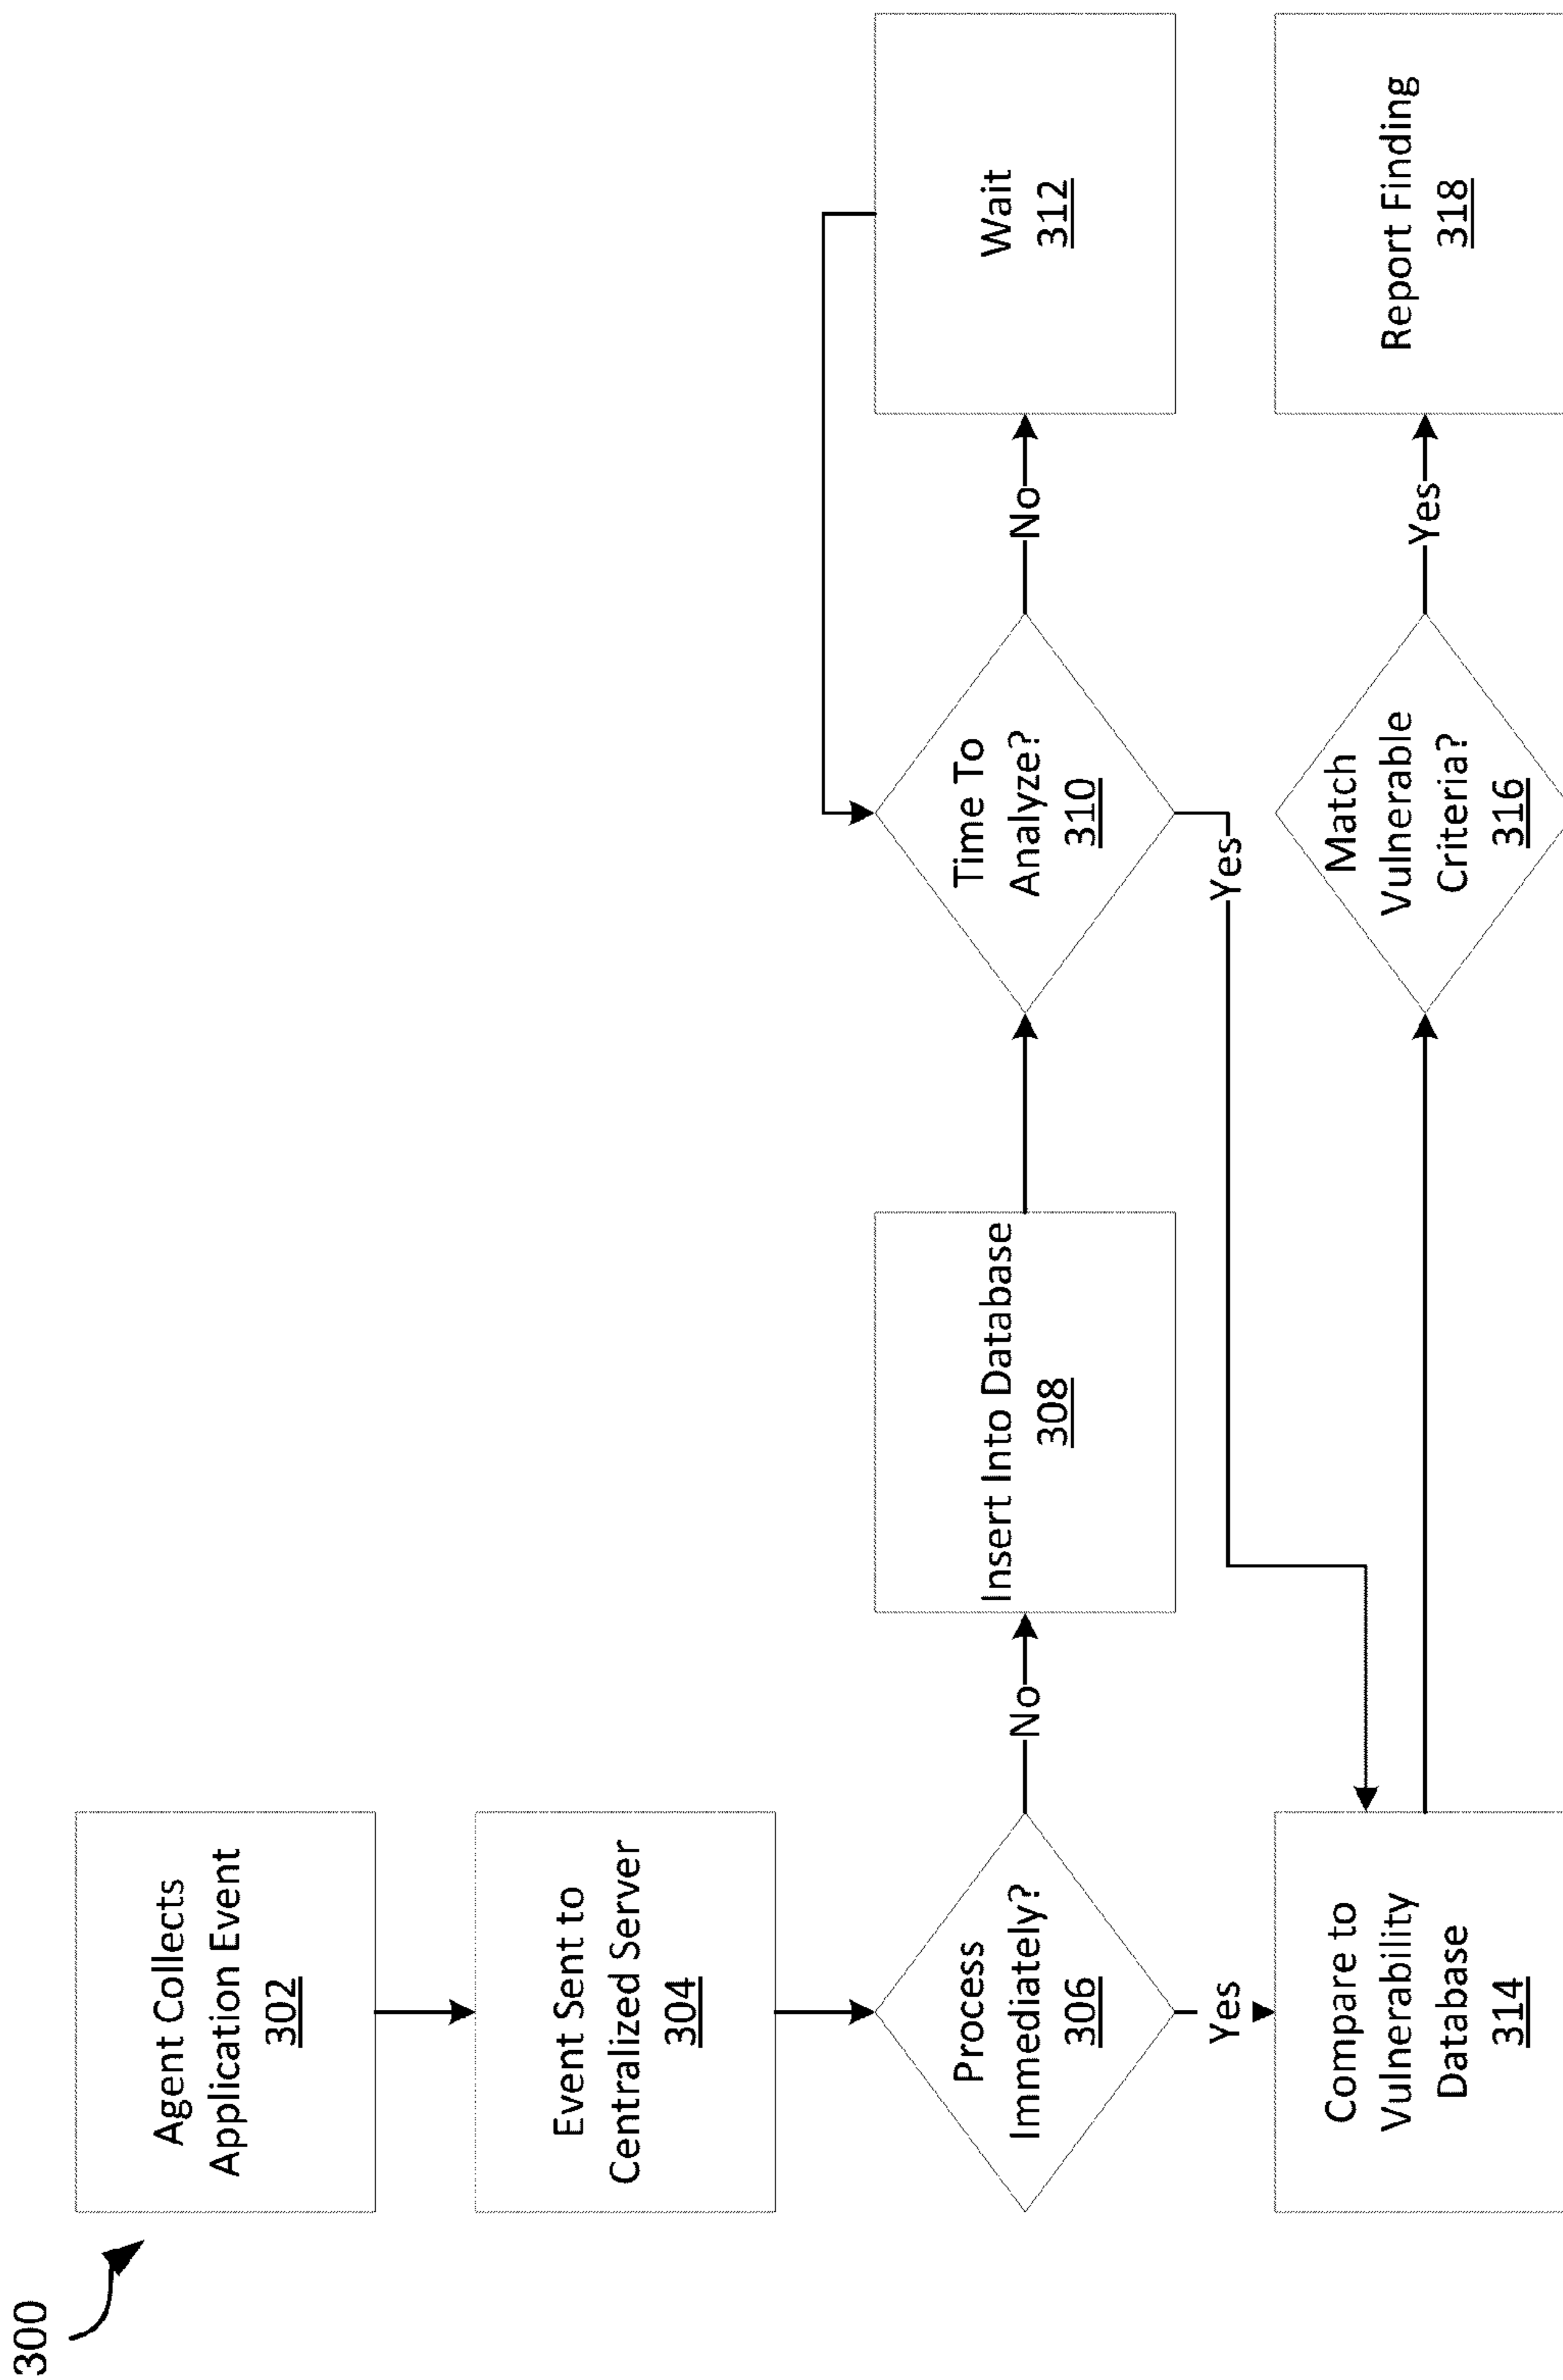 300
Agent Collects
Application Event
302
Event Sent to
Centralized Server
304
Process
Immediately?
306
No
Insert Into Database
308
Time To
Analyze?
310
No
Wait
312
Yes
Yes
Compare to
Vulnerability
Database
314
Match
Vulnerable
Criteria?
316
Yes
Report Finding
318